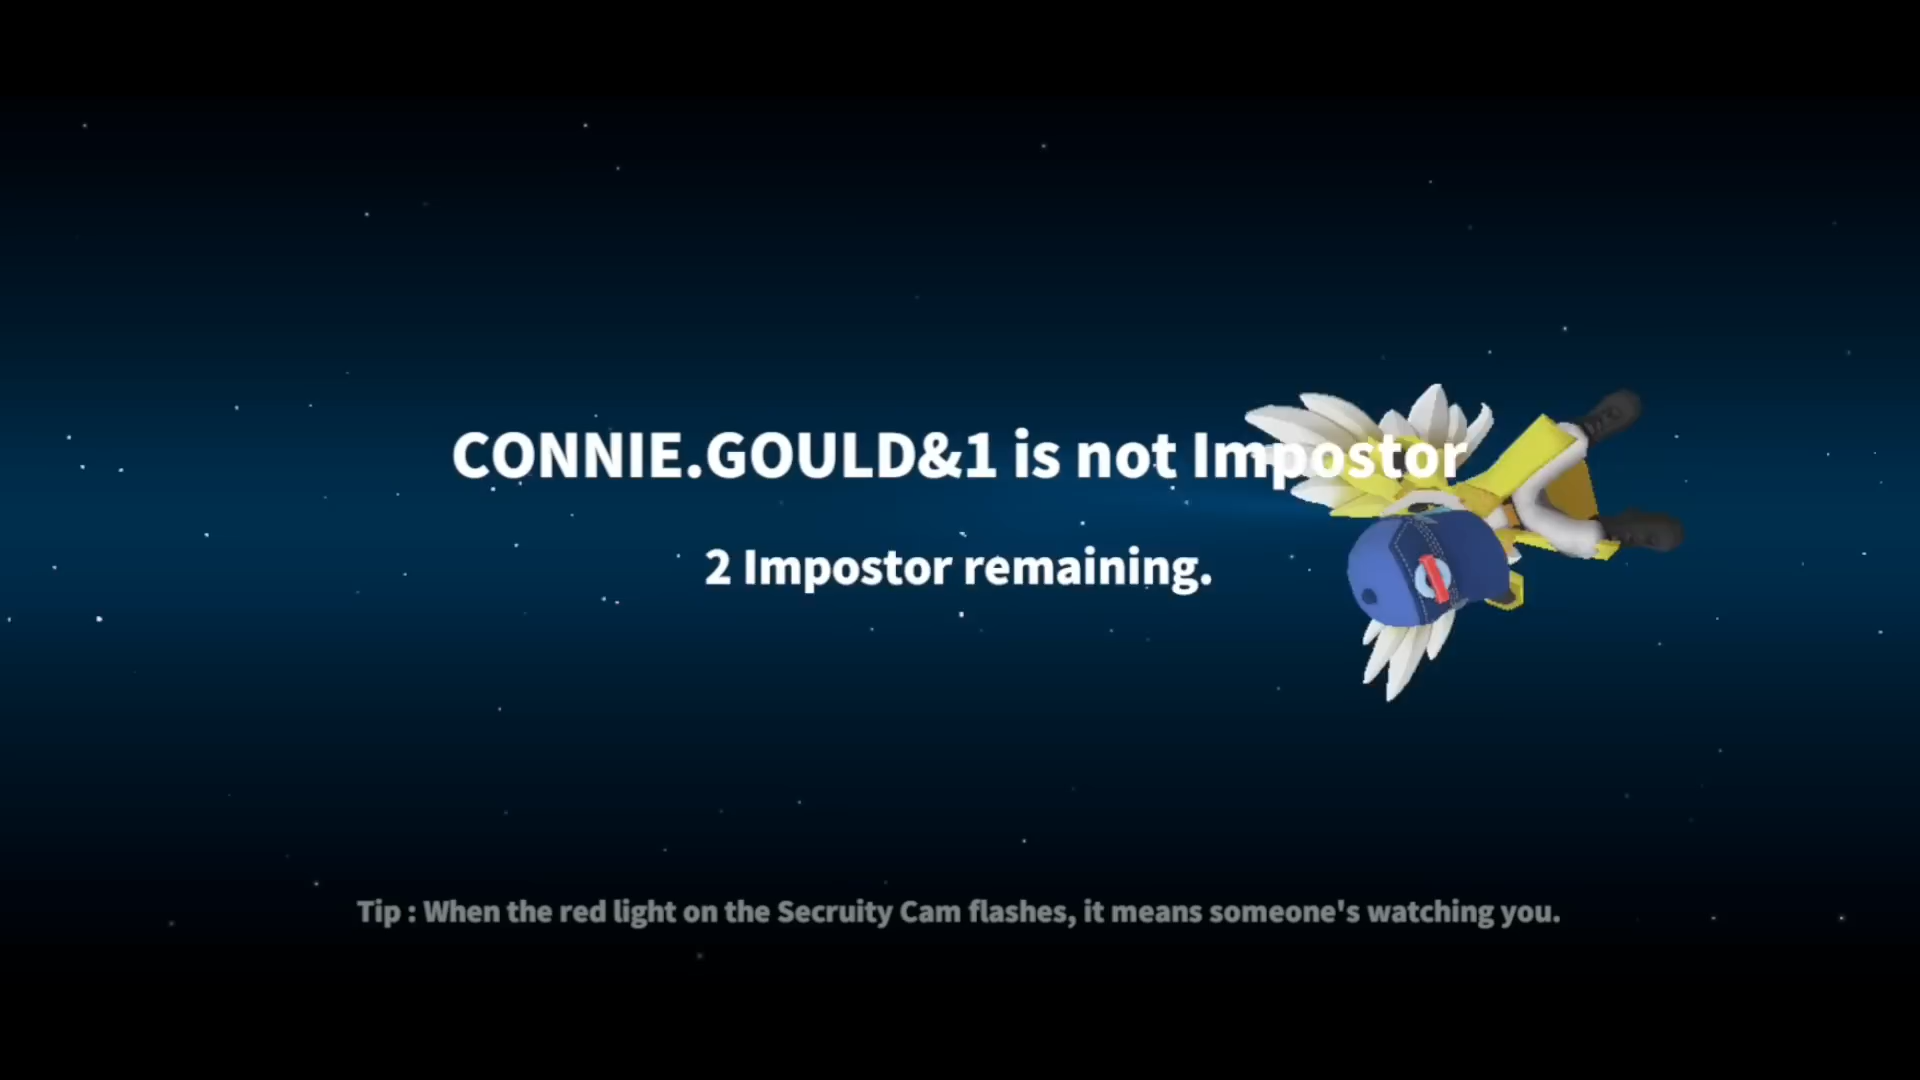 CONNIE.GOULD&1 is not Impostor
2 Impostor remaining.
Tip : When the red light on the Secruity Cam flashes, it means someone's watching you.